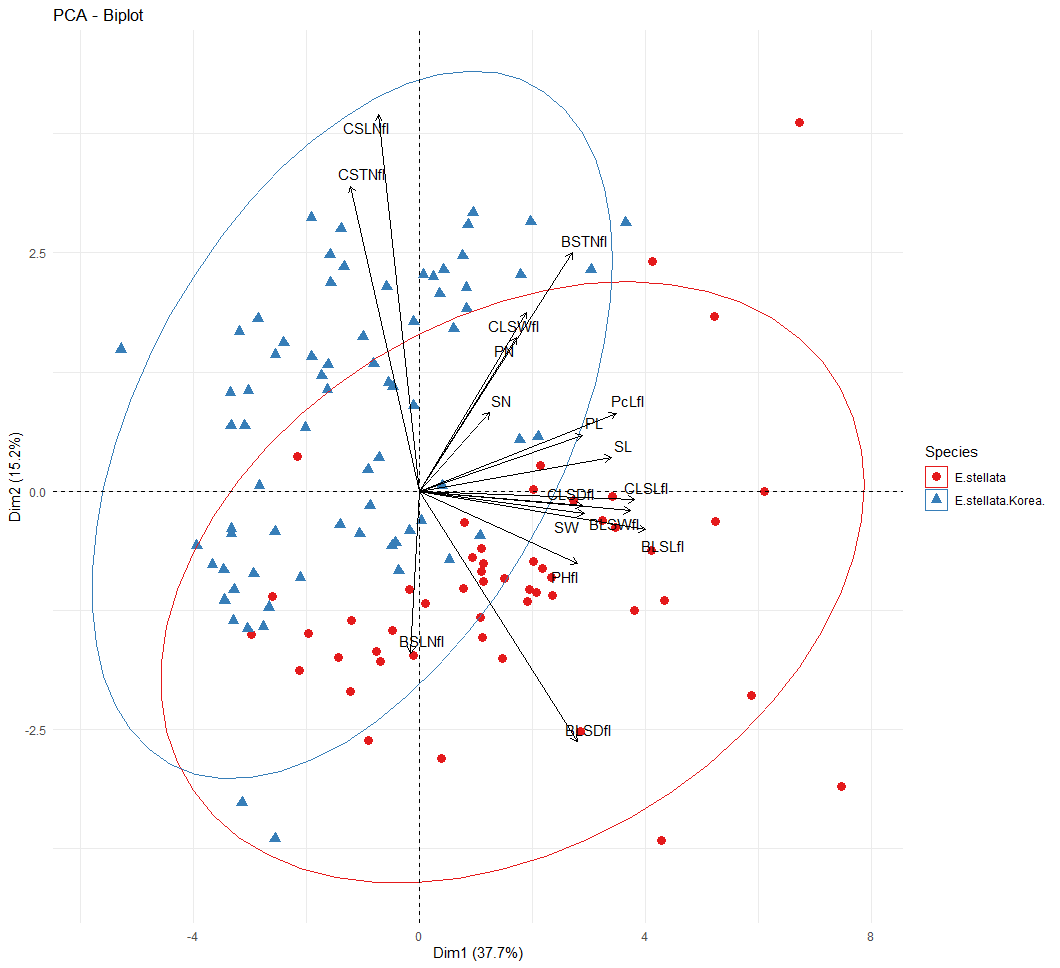 PCA - Biplot
CSLNfl
CSTNfl
BSTNfl
CLSWfl
PN
SN
PcLfl
PL
SL
CLSDfl
CLSLfl
SW
BLSWfl
BLSLfl
PHfl
BSLNfl
BLSDfl
2.5
0.0
-2.5
-4
0
4
8
Dim1 (37.7%)
Dim2 (15.2%)
Species
E.stellata
E.stellata.Korea.